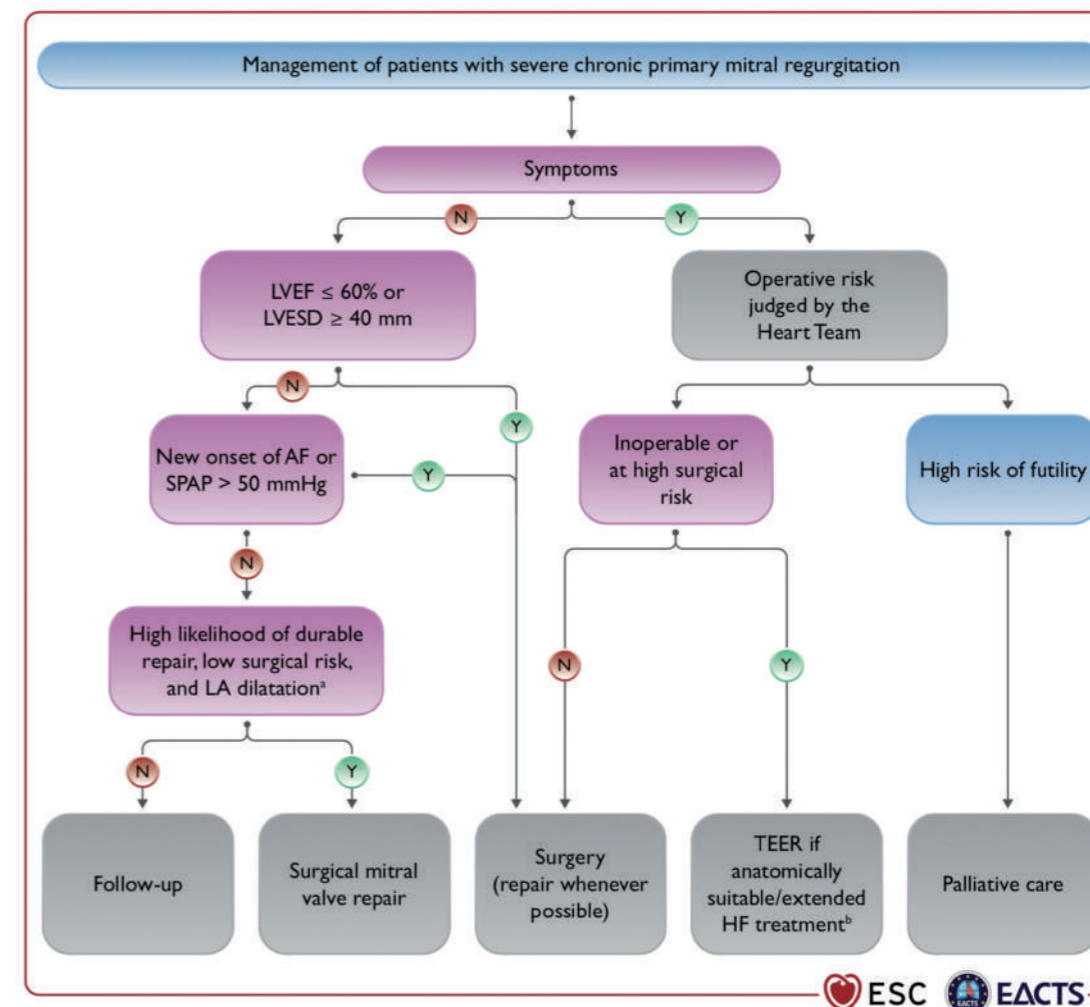 Management of patients with severe chronic primary mitral regurgitation
Symptoms
N
Y
LVEF ≤ 60% or
LVESD ≥ 40 mm
Operative risk
judged by the
Heart Team
N
Y
New onset of AF or
SPAP > 50 mmHg
Y
Inoperable or
at high surgical
risk
High risk of futility
N
High likelihood of durable
repair, low surgical risk,
and LA dilatationᵃ
N
Y
N
Y
Follow-up
Surgical mitral
valve repair
Surgery
(repair whenever
possible)
TEER if
anatomically
suitable/extended
HF treatmentᵇ
Palliative care
ESC
EACTS